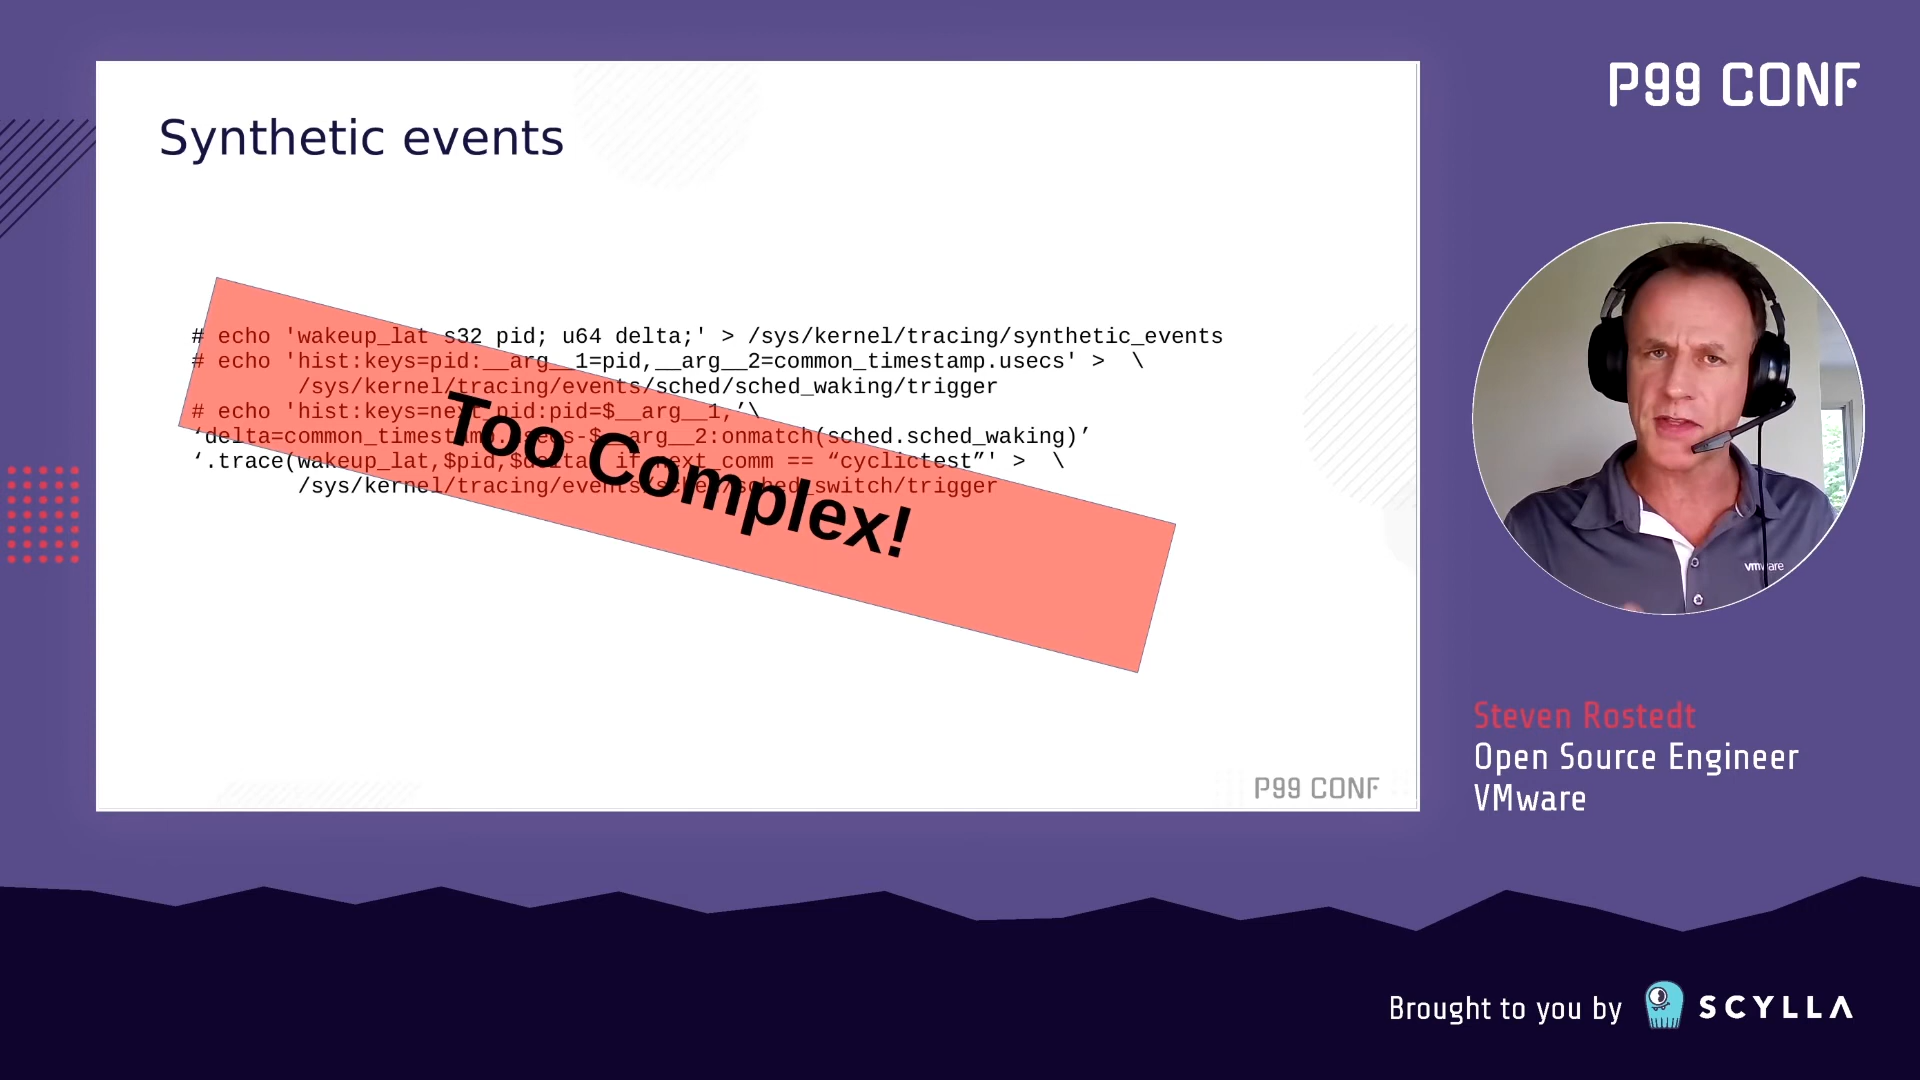 P99 CONF
Synthetic events
# echo 'wakeup_lat s32 pid; u64 delta;' > /sys/kernel/tracing/synthetic_events
# echo 'hist:keys=pid:__arg__1=pid,__arg__2=common_timestamp.usecs' >  \
/sys/kernel/tracing/events/sched/sched_waking/trigger
# echo 'hist:keys=next_pid:pid=$__arg__1,’\
‘delta=common_timestamp.usecs-$__arg__2:onmatch(sched.sched_waking)’
‘.trace(wakeup_lat,$pid,$delta) if next_comm == “cyclictest”' >  \
/sys/kernel/tracing/events/sched/sched_switch/trigger
Too Complex!
P99 CONF
vmware
Steven Rostedt
Open Source Engineer
VMware
Brought to you by SCYLLA